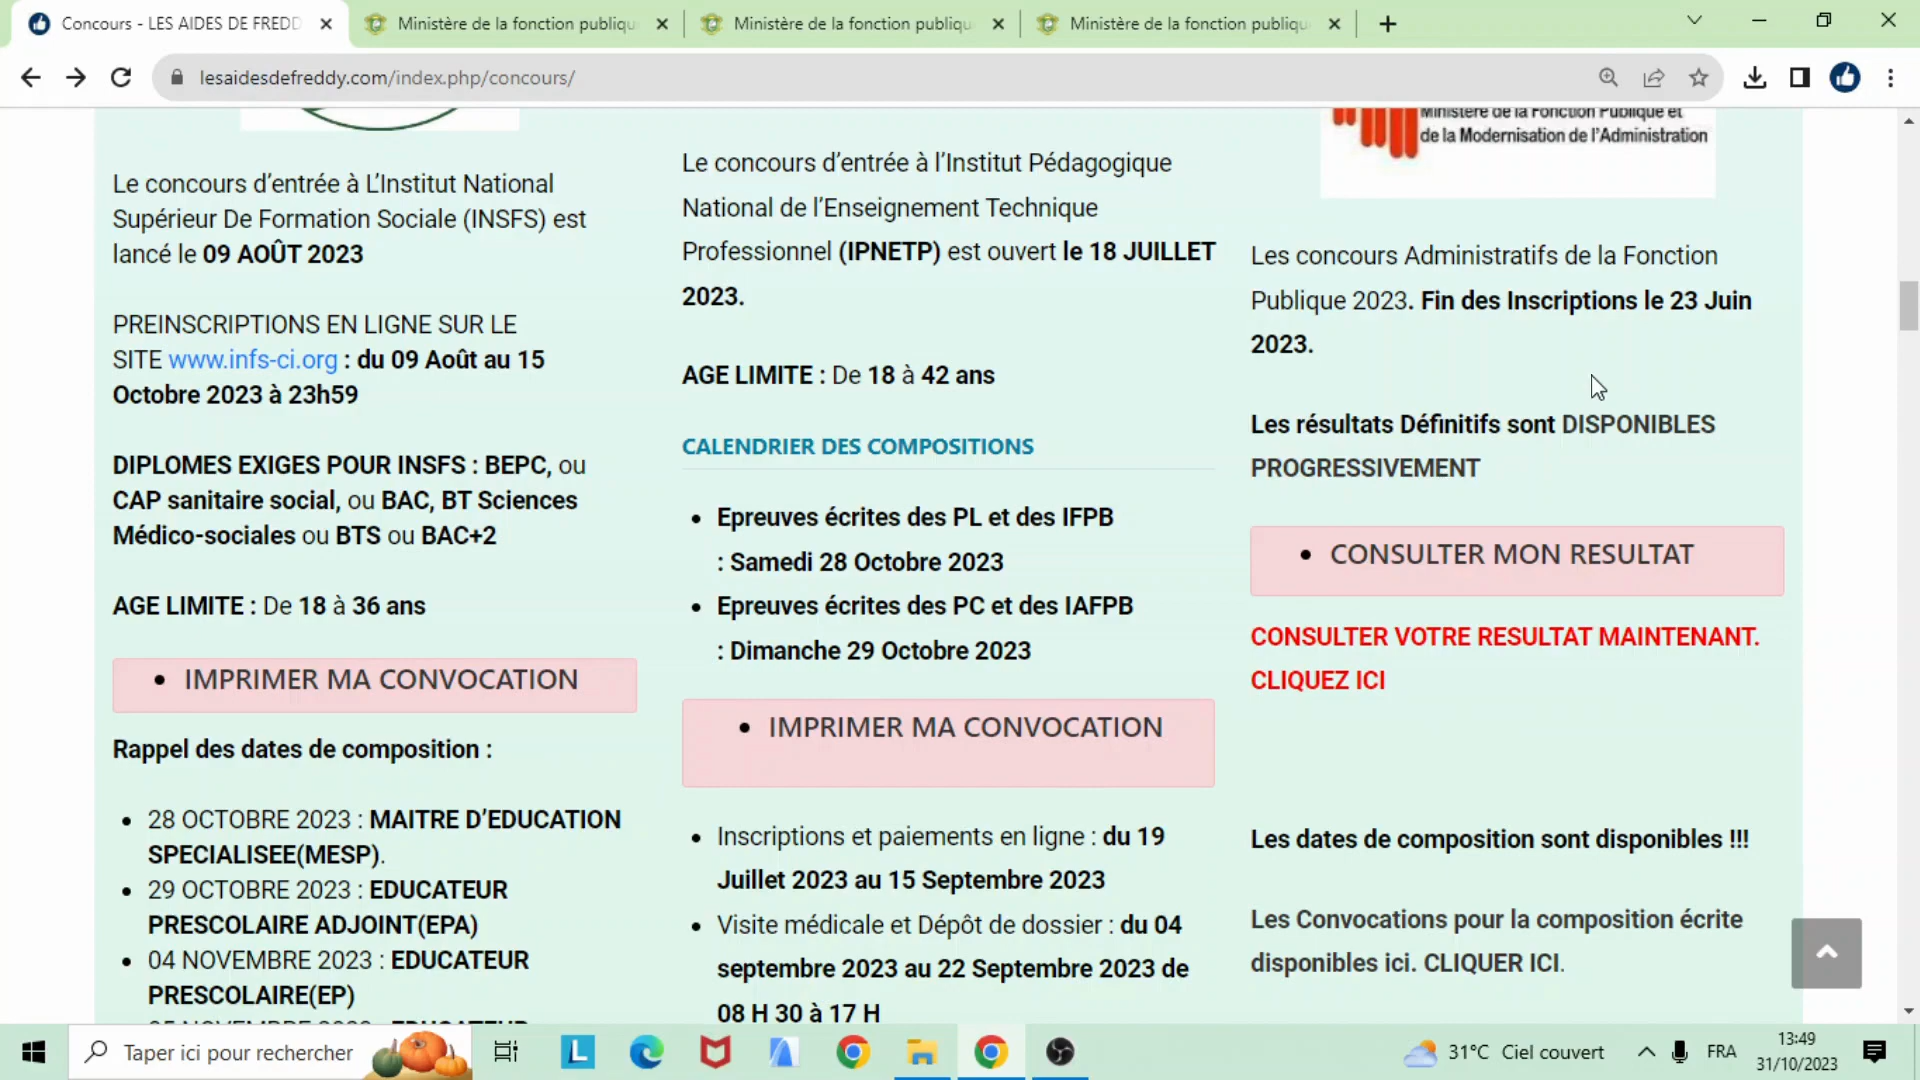 Concours - LES AIDES DE FREDD
Ministère de la fonction publiqu
Ministère de la fonction publiqu
Ministère de la fonction publiqu
lesaidesdefreddy.com/index.php/concours/
Le concours d’entrée à L’Institut National
Supérieur De Formation Sociale (INSFS) est
lancé le 09 AOÛT 2023
PREINSCRIPTIONS EN LIGNE SUR LE
SITE www.infs-ci.org : du 09 Août au 15
Octobre 2023 à 23h59
DIPLOMES EXIGES POUR INSFS : BEPC, ou
CAP sanitaire social, ou BAC, BT Sciences
Médico-sociales ou BTS ou BAC+2
AGE LIMITE : De 18 à 36 ans
• IMPRIMER MA CONVOCATION
Rappel des dates de composition :
• 28 OCTOBRE 2023 : MAITRE D’EDUCATION
SPECIALISEE(MESP).
• 29 OCTOBRE 2023 : EDUCATEUR
PRESCOLAIRE ADJOINT(EPA)
• 04 NOVEMBRE 2023 : EDUCATEUR
PRESCOLAIRE(EP)
Le concours d’entrée à l’Institut Pédagogique
National de l’Enseignement Technique
Professionnel (IPNETP) est ouvert le 18 JUILLET
2023.
AGE LIMITE : De 18 à 42 ans
CALENDRIER DES COMPOSITIONS
• Epreuves écrites des PL et des IFPB
: Samedi 28 Octobre 2023
• Epreuves écrites des PC et des IAFPB
: Dimanche 29 Octobre 2023
• IMPRIMER MA CONVOCATION
• Inscriptions et paiements en ligne : du 19
Juillet 2023 au 15 Septembre 2023
• Visite médicale et Dépôt de dossier : du 04
septembre 2023 au 22 Septembre 2023 de
08 H 30 à 17 H
Ministère de la Fonction Publique et
de la Modernisation de l’Administration
Les concours Administratifs de la Fonction
Publique 2023. Fin des Inscriptions le 23 Juin
2023.
Les résultats Définitifs sont DISPONIBLES
PROGRESSIVEMENT
• CONSULTER MON RESULTAT
CONSULTER VOTRE RESULTAT MAINTENANT.
CLIQUEZ ICI
Les dates de composition sont disponibles !!!
Les Convocations pour la composition écrite
disponibles ici. CLIQUER ICI.
Taper ici pour rechercher
L
31°C Ciel couvert
FRA
13:49
31/10/2023